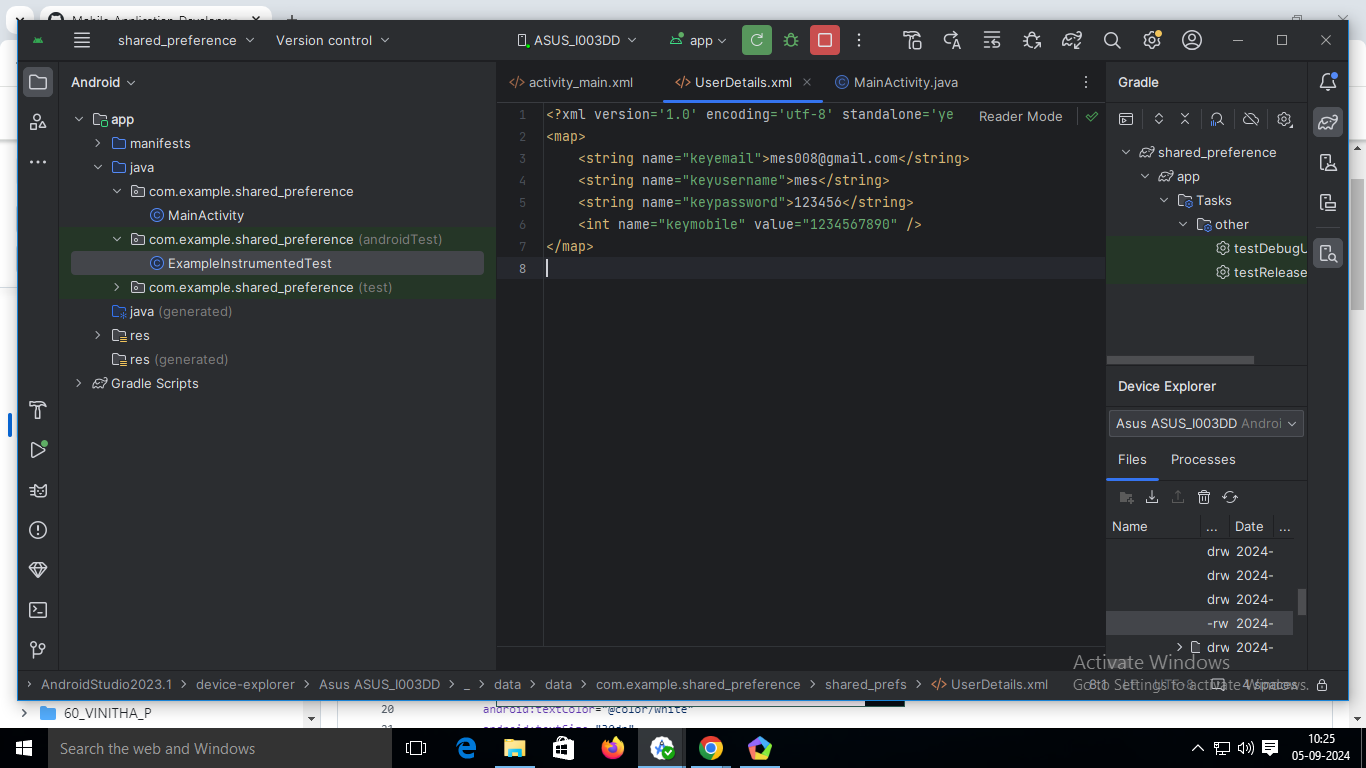 Mobile Application Developm
shared_preference
Version control
ASUS_I003DD
app
Android
app
manifests
java
com.example.shared_preference
MainActivity
com.example.shared_preference (androidTest)
ExampleInstrumentedTest
com.example.shared_preference (test)
java (generated)
res
res (generated)
Gradle Scripts
activity_main.xml
UserDetails.xml
MainActivity.java
Reader Mode
1 <?xml version='1.0' encoding='utf-8' standalone='ye
2 <map>
3 <string name="keyemail">mes008@gmail.com</string>
4 <string name="keyusername">mes</string>
5 <string name="keypassword">123456</string>
6 <int name="keymobile" value="1234567890" />
7 </map>
8
Gradle
shared_preference
app
Tasks
other
testDebugU
testRelease
Device Explorer
Asus ASUS_I003DD Androi
Files Processes
Name ... Date ...
drw 2024-
drw 2024-
drw 2024-
-rw 2024-
drw 2024-
Activate Windows
Go to Settings to activate Windows.
AndroidStudio2023.1 > device-explorer > Asus ASUS_I003DD > _ > data > data > com.example.shared_preference > shared_prefs > UserDetails.xml
8:1 LF UTF-8 4 spaces
60_VINITHA_P
20 android:textColor="@color/white"
Search the web and Windows
10:25
05-09-2024